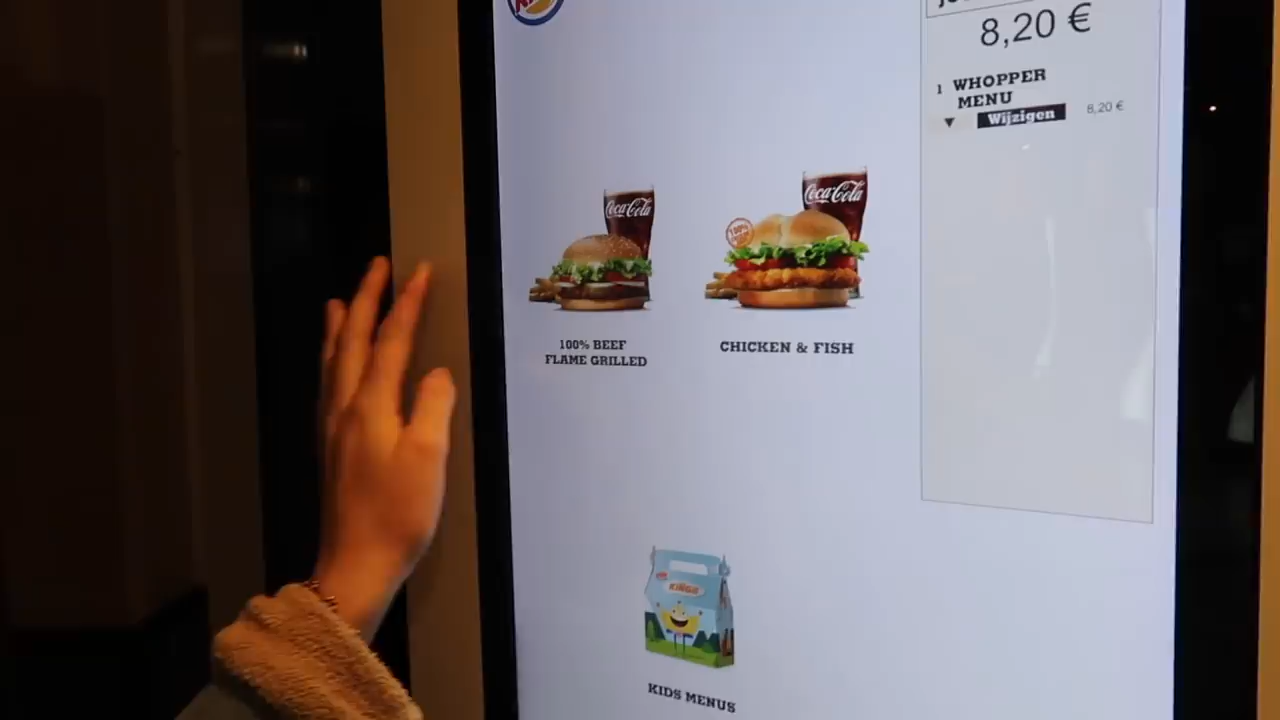 8,20 €
1 WHOPPER
MENU
Wijzigen 8,20 €
Coca-Cola
Coca-Cola
100%
100% BEEF
FLAME GRILLED
CHICKEN & FISH
KINGS
KIDS MENUS